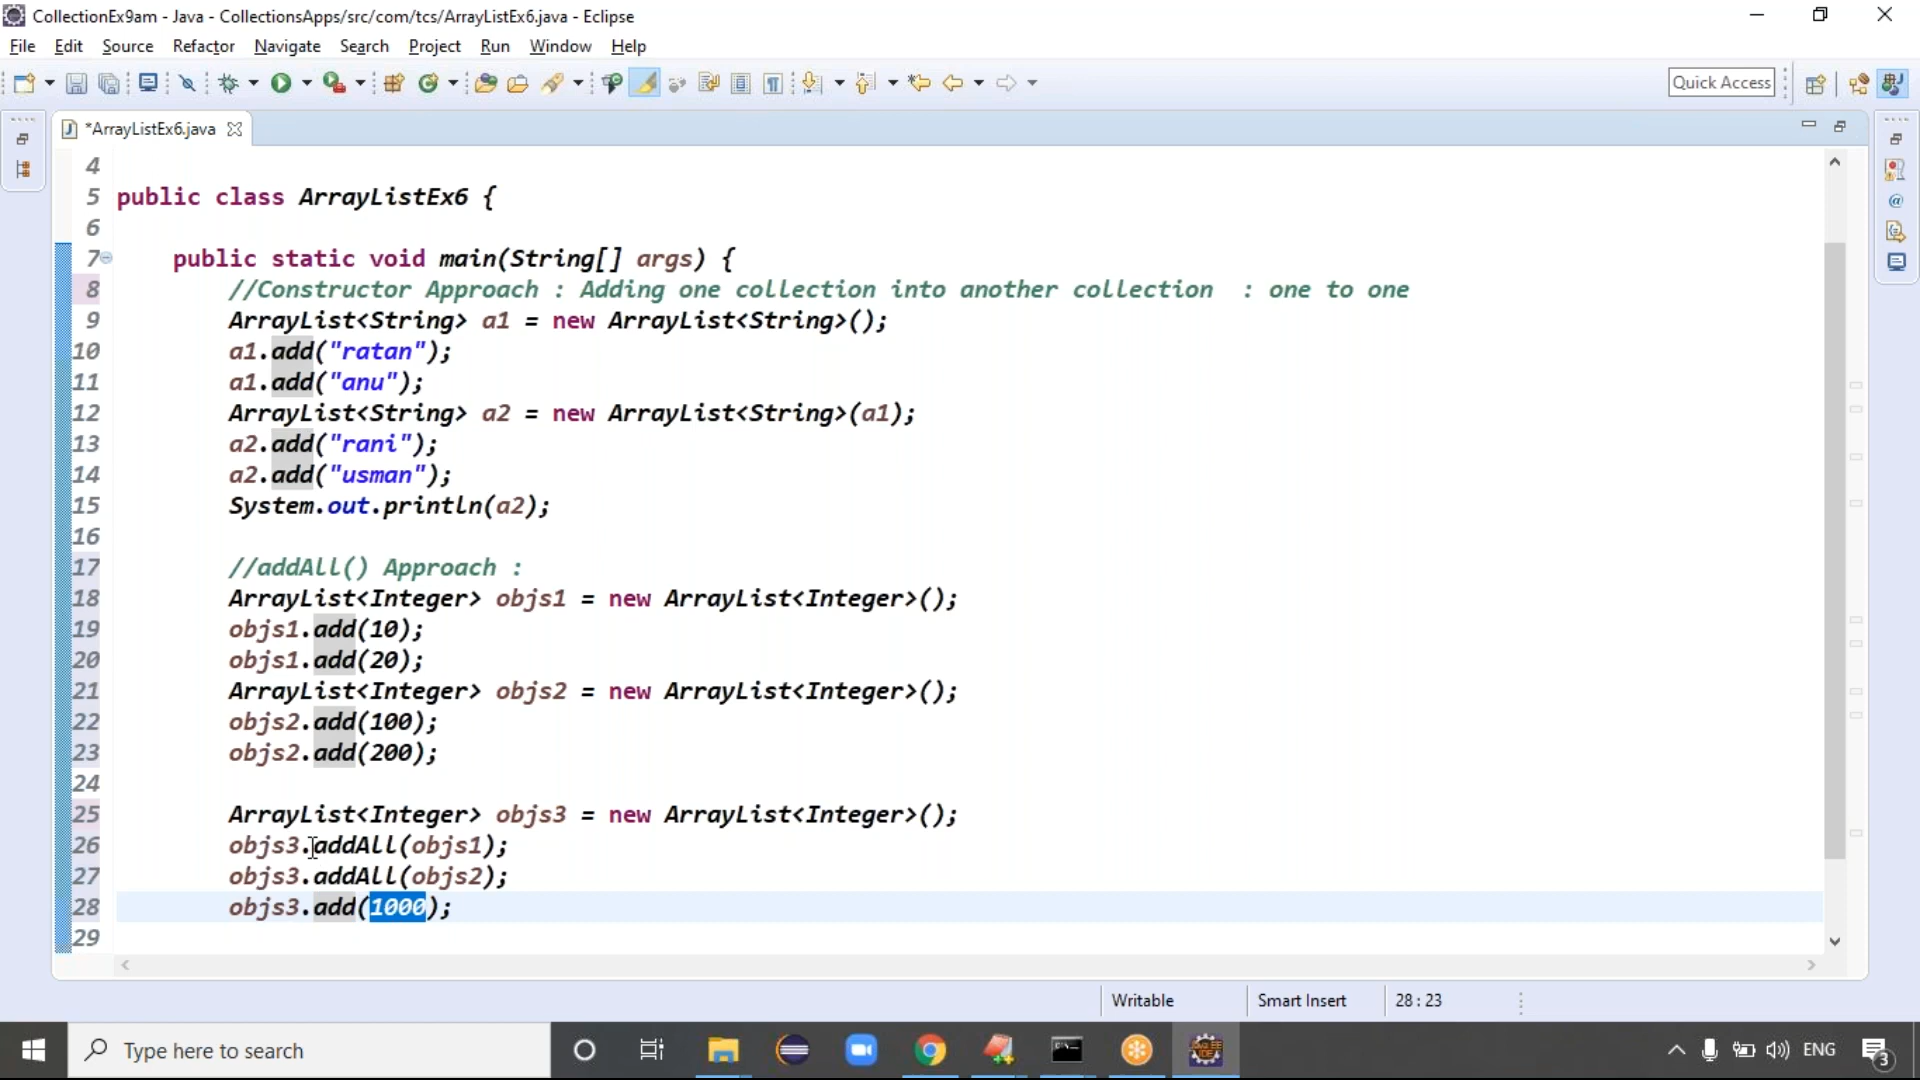 CollectionEx9am - Java - CollectionsApps/src/com/tcs/ArrayListEx6.java - Eclipse
File Edit Source Refactor Navigate Search Project Run Window Help
Quick Access
*ArrayListEx6.java
4
5 public class ArrayListEx6 {
6
7 public static void main(String[] args) {
8 //Constructor Approach : Adding one collection into another collection : one to one
9 ArrayList<String> a1 = new ArrayList<String>();
10 a1.add("ratan");
11 a1.add("anu");
12 ArrayList<String> a2 = new ArrayList<String>(a1);
13 a2.add("rani");
14 a2.add("usman");
15 System.out.println(a2);
16
17 //addAll() Approach :
18 ArrayList<Integer> objs1 = new ArrayList<Integer>();
19 objs1.add(10);
20 objs1.add(20);
21 ArrayList<Integer> objs2 = new ArrayList<Integer>();
22 objs2.add(100);
23 objs2.add(200);
24
25 ArrayList<Integer> objs3 = new ArrayList<Integer>();
26 objs3.addAll(objs1);
27 objs3.addAll(objs2);
28 objs3.add(1000);
29
Writable Smart Insert 28 : 23
Type here to search
ENG
3